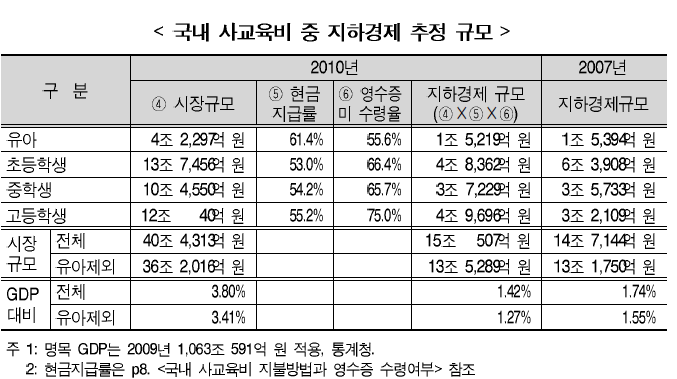 < 국내 사교육비 중 지하경제 추정 규모 >
구 분 2010년 2007년
④ 시장규모 ⑤ 현금지급률 ⑥ 영수증 미 수령율 지하경제 규모 (④X⑤X⑥) 지하경제규모
유아 4조 2,297억 원 61.4% 55.6% 1조 5,219억 원 1조 5,394억 원
초등학생 13조 7,456억 원 53.0% 66.4% 4조 8,362억 원 6조 3,908억 원
중학생 10조 4,550억 원 54.2% 65.7% 3조 7,229억 원 3조 5,733억 원
고등학생 12조 40억 원 55.2% 75.0% 4조 9,696억 원 3조 2,109억 원
시장규모 전체 40조 4,313억 원 15조 507억 원 14조 7,144억 원
유아제외 36조 2,016억 원 13조 5,289억 원 13조 1,750억 원
GDP 대비 전체 3.80% 1.42% 1.74%
유아제외 3.41% 1.27% 1.55%
주 1: 명목 GDP는 2009년 1,063조 591억 원 적용, 통계청.
2: 현금지급률은 p8. <국내 사교육비 지불방법과 영수증 수령여부> 참조